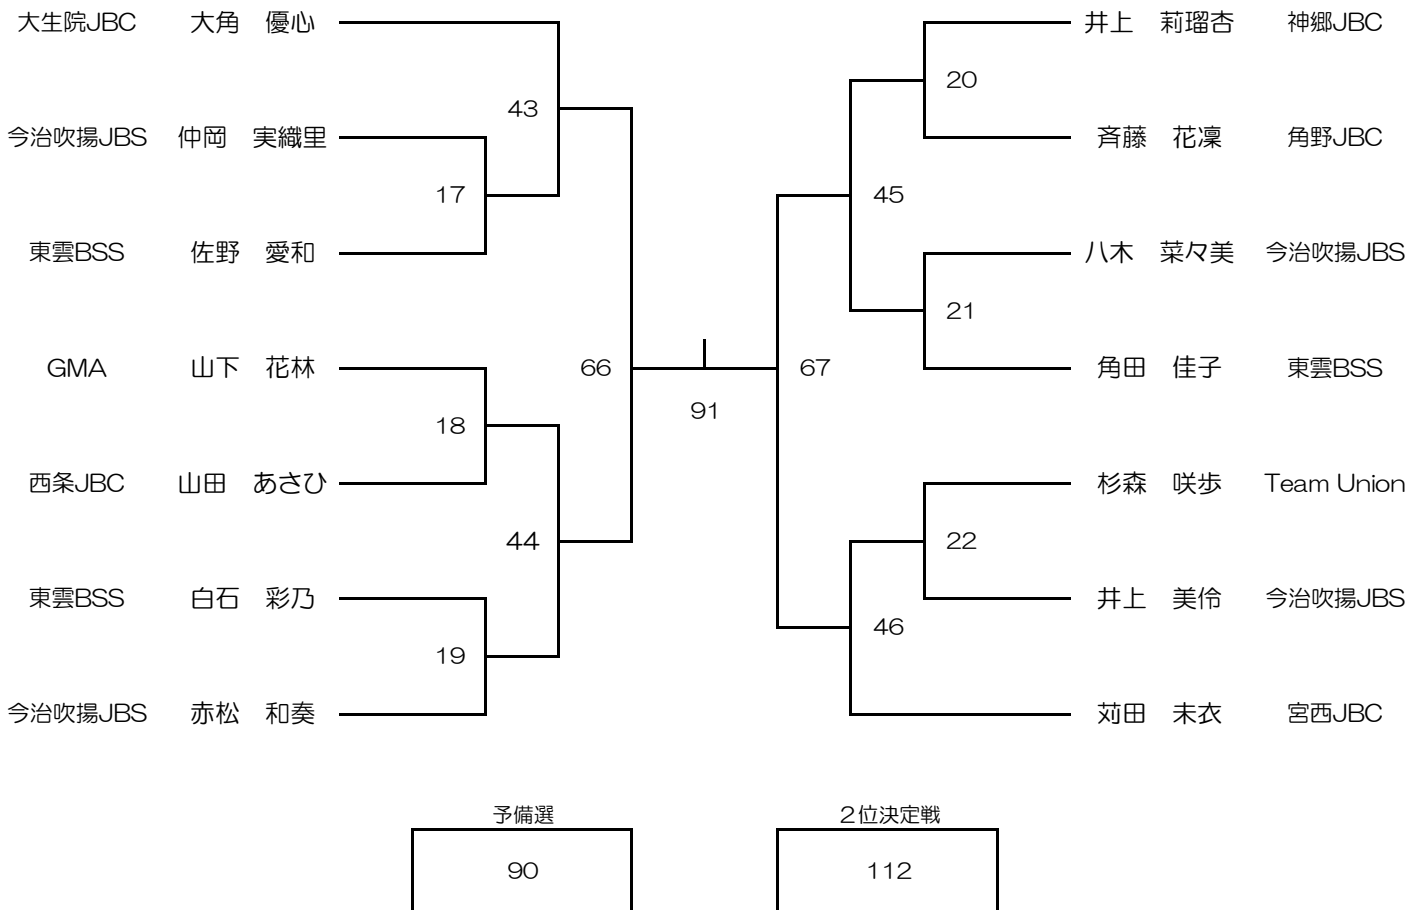 大生院JBC 大角 優心 井上 莉瑠杏 神郷JBC
20
43
今治吹揚JBS 仲岡 実織里 斉藤 花凜 角野JBC
17 45
東雲BSS 佐野 愛和 八木 菜々美 今治吹揚JBS
21
GMA 山下 花林 66 67 角田 佳子 東雲BSS
91
18
西条JBC 山田 あさひ 杉森 咲歩 Team Union
44 22
東雲BSS 白石 彩乃 井上 美伶 今治吹揚JBS
46
19
今治吹揚JBS 赤松 和奏 苅田 未衣 宮西JBC
予備選 2位決定戦
90 112